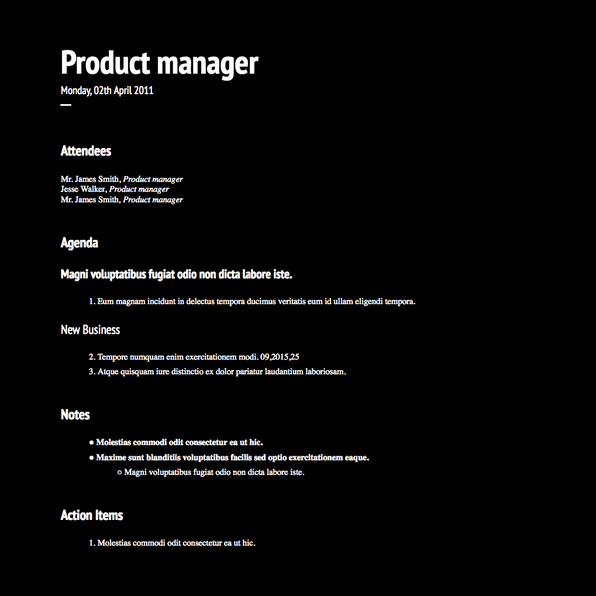 Product manager
Monday, 02th April 2011
Attendees
Mr. James Smith, Product manager
Jesse Walker, Product manager
Mr. James Smith, Product manager
Agenda
Magni voluptatibus fugiat odio non dicta labore iste.
1. Eum magnam incidunt in delectus tempora ducimus veritatis eum id ullam eligendi tempora.
New Business
2. Tempore numquam enim exercitationem modi. 09,2015,25
3. Atque quisquam iure distinctio ex dolor pariatur laudantium laboriosam.
Notes
● Molestias commodi odit consectetur ea ut hic.
● Maxime sunt blanditiis voluptatibus facilis sed optio exercitationem eaque.
○ Magni voluptatibus fugiat odio non dicta labore iste.
Action Items
1. Molestias commodi odit consectetur ea ut hic.